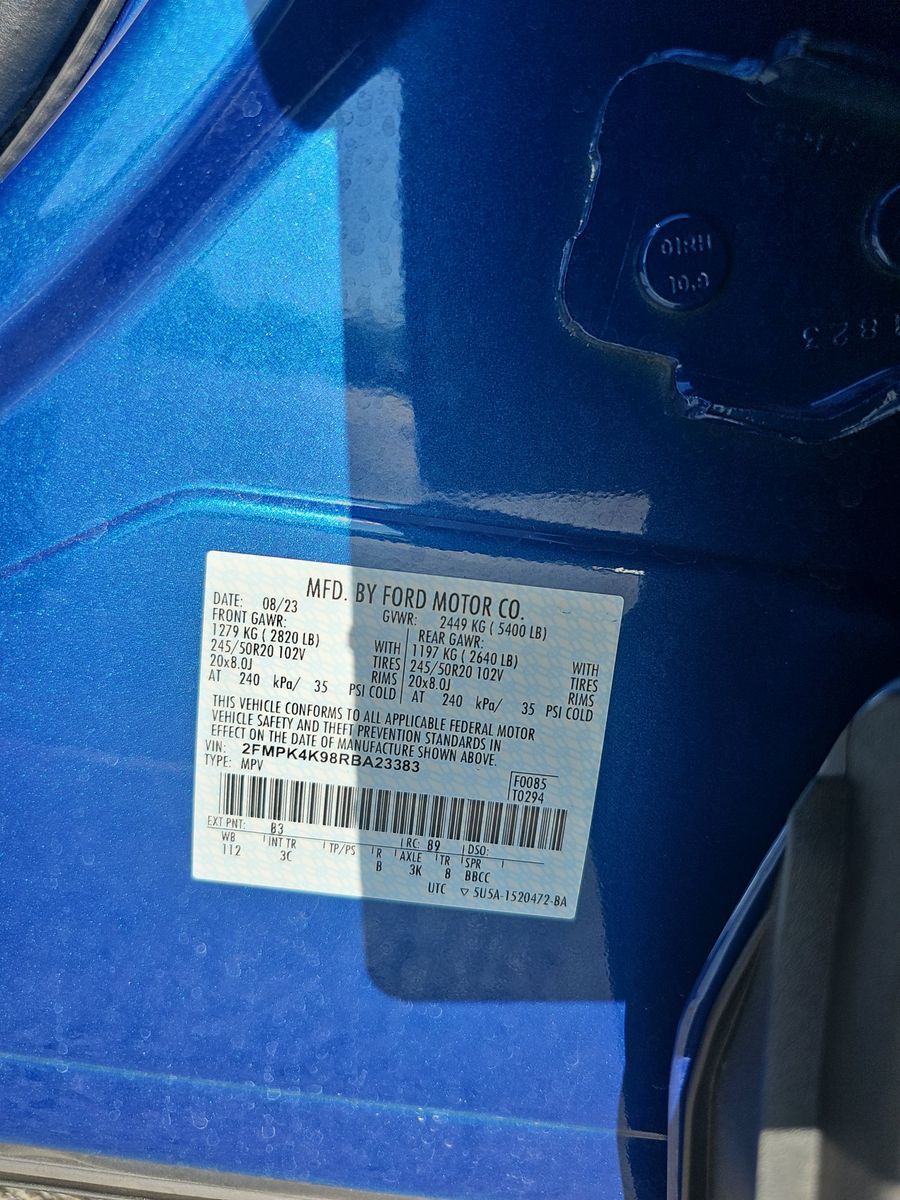 HR10
G'01
1823
MFD. BY FORD MOTOR CO.
DATE: 08/23 GVWR: 2449 KG ( 5400 LB)
FRONT GAWR: REAR GAWR:
1279 KG ( 2820 LB) WITH 1197 KG ( 2640 LB) WITH
245/50R20 102V TIRES 245/50R20 102V TIRES
20x8.0J RIMS 20x8.0J RIMS
AT 240 kPa/ 35 PSI COLD AT 240 kPa/ 35 PSI COLD
THIS VEHICLE CONFORMS TO ALL APPLICABLE FEDERAL MOTOR
VEHICLE SAFETY AND THEFT PREVENTION STANDARDS IN
EFFECT ON THE DATE OF MANUFACTURE SHOWN ABOVE.
VIN: 2FMPK4K98RBA23383
TYPE: MPV
F0085
T0294
EXT PNT: B3 RC: 89 DSO:
WB INT TR TP/PS R AXLE TR SPR
112 3C B 3K 8 BBCC
UTC ▽ 5U5A-1520472-BA